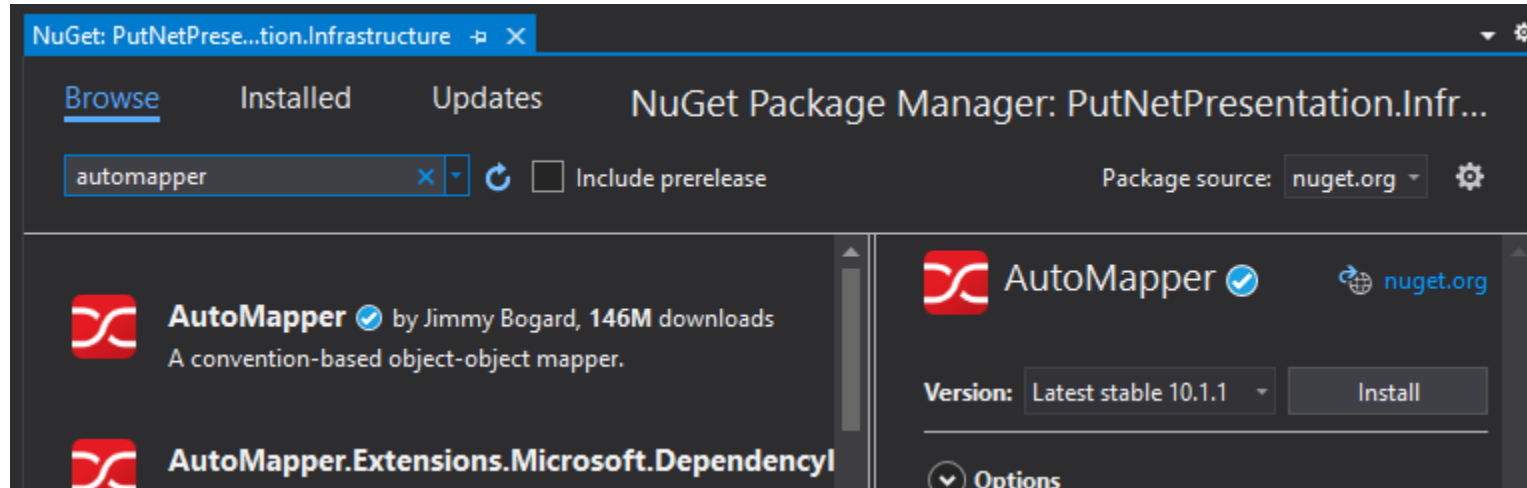 NuGet: PutNetPrese...tion.Infrastructure
Browse Installed Updates NuGet Package Manager: PutNetPresentation.Infr...
automapper Include prerelease Package source: nuget.org
AutoMapper by Jimmy Bogard, 146M downloads
A convention-based object-object mapper.
AutoMapper.Extensions.Microsoft.DependencyI
AutoMapper nuget.org
Version: Latest stable 10.1.1 Install
Options